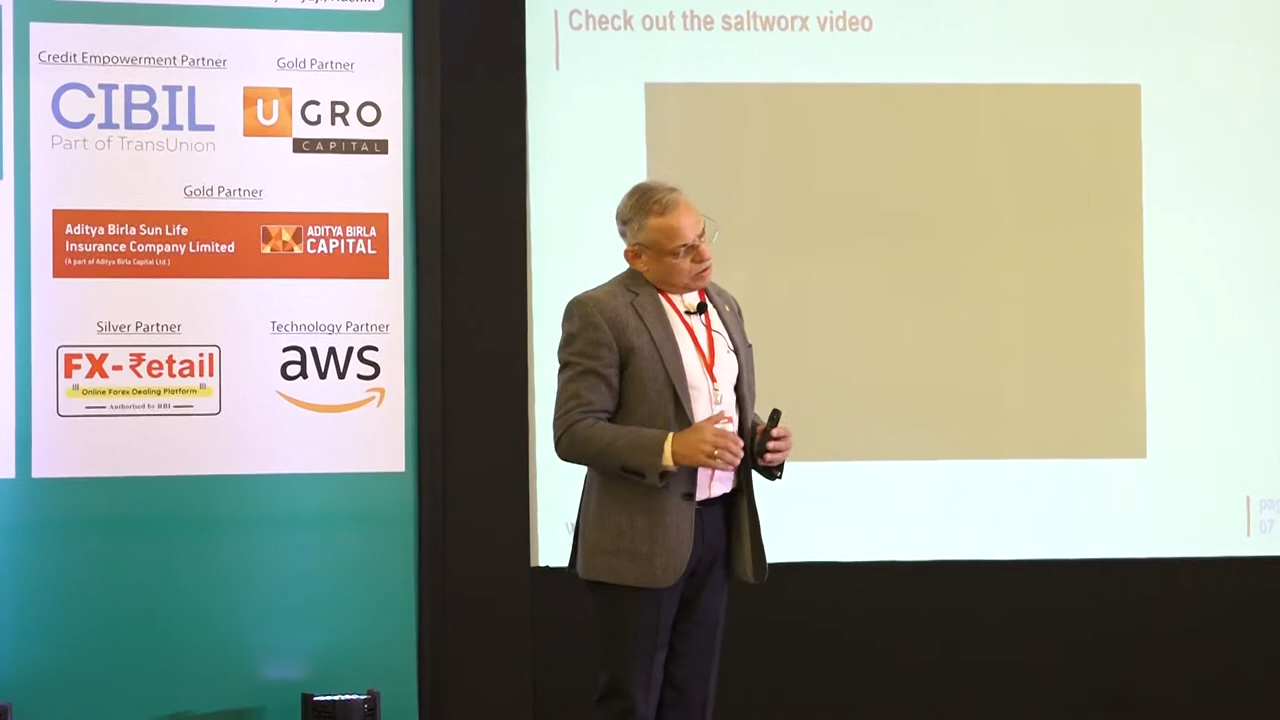 Credit Empowerment Partner
CIBIL
Part of TransUnion
Gold Partner
U GRO
CAPITAL
Gold Partner
Aditya Birla Sun Life
Insurance Company Limited
(A part of Aditya Birla Capital Ltd.)
ADITYA BIRLA
CAPITAL
Silver Partner
FX-₹etail
Online Forex Dealing Platform
Authorised by RBI
Technology Partner
aws
Check out the saltworx video
07